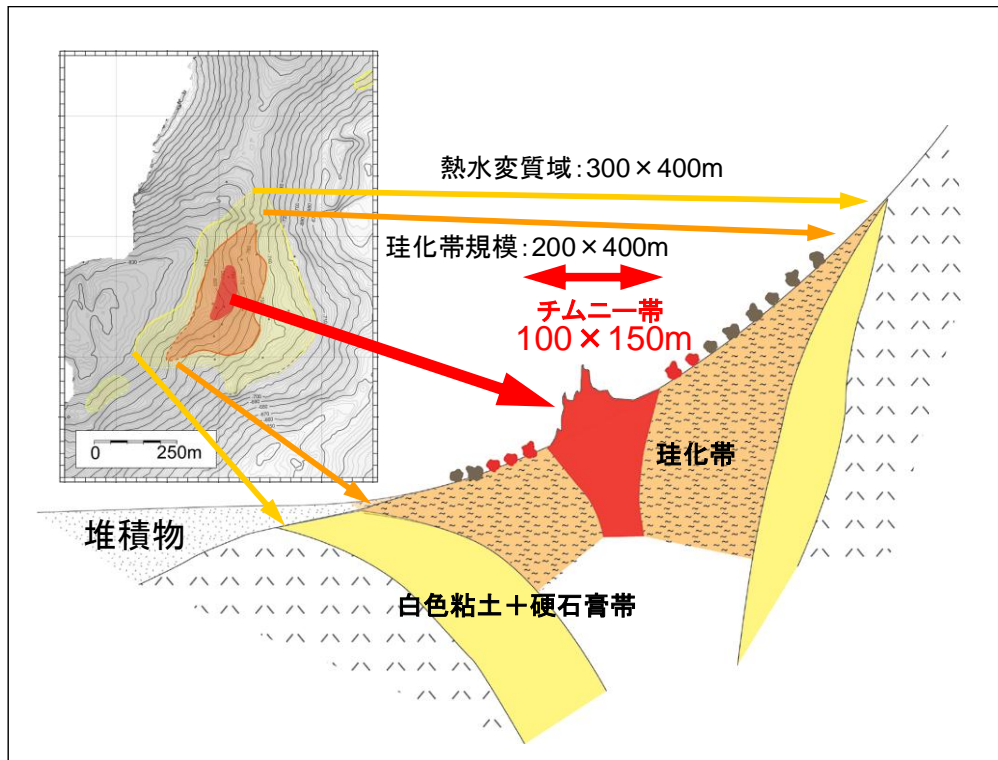 熱水変質域：300×400m
珪化帯規模：200×400m
チムニー帯
100×150m
珪化帯
0 250m
堆積物
白色粘土＋硬石膏帯